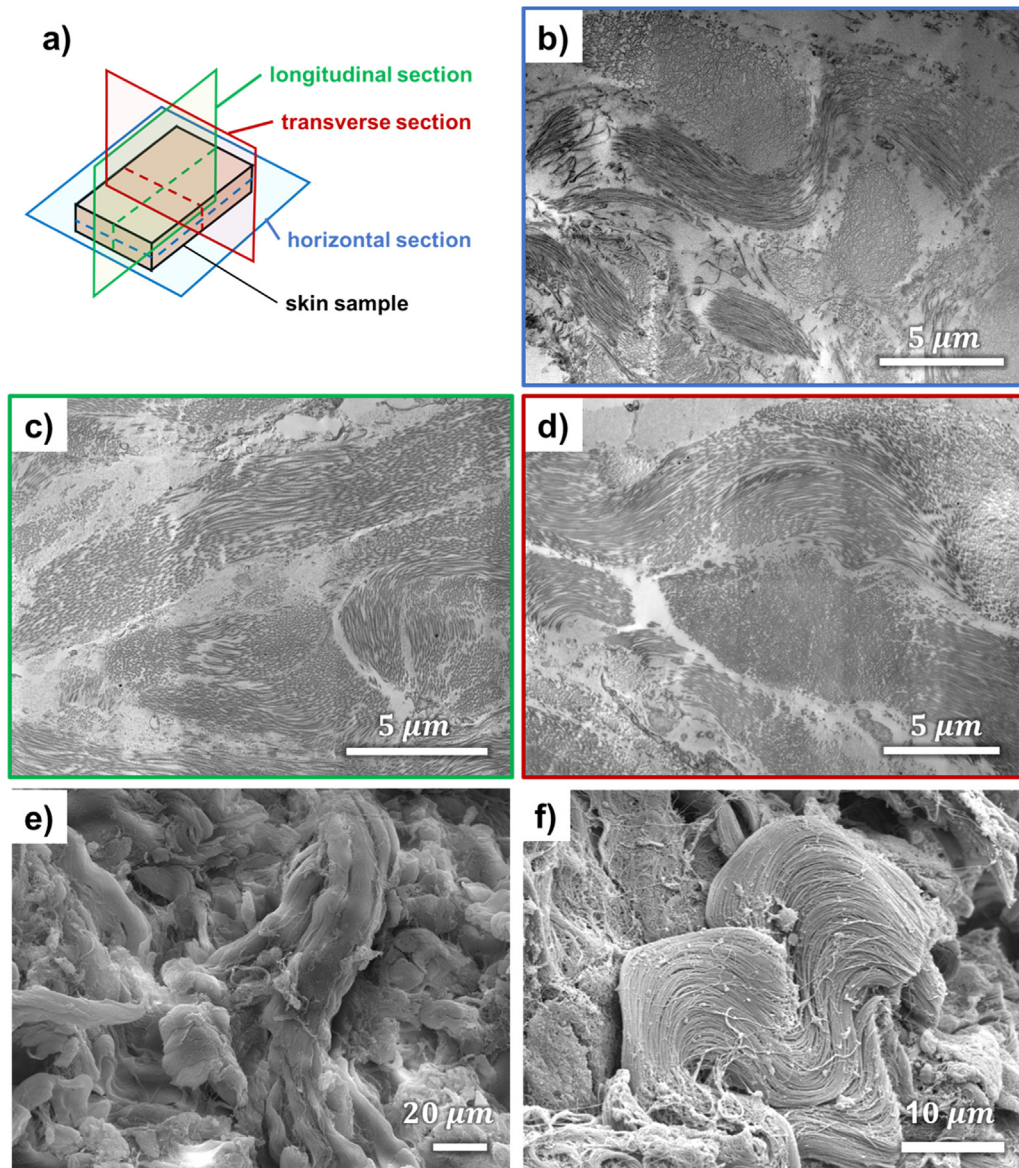 a)
longitudinal section
transverse section
horizontal section
skin sample
b)
5 μm
c)
5 μm
d)
5 μm
e)
20 μm
f)
10 μm